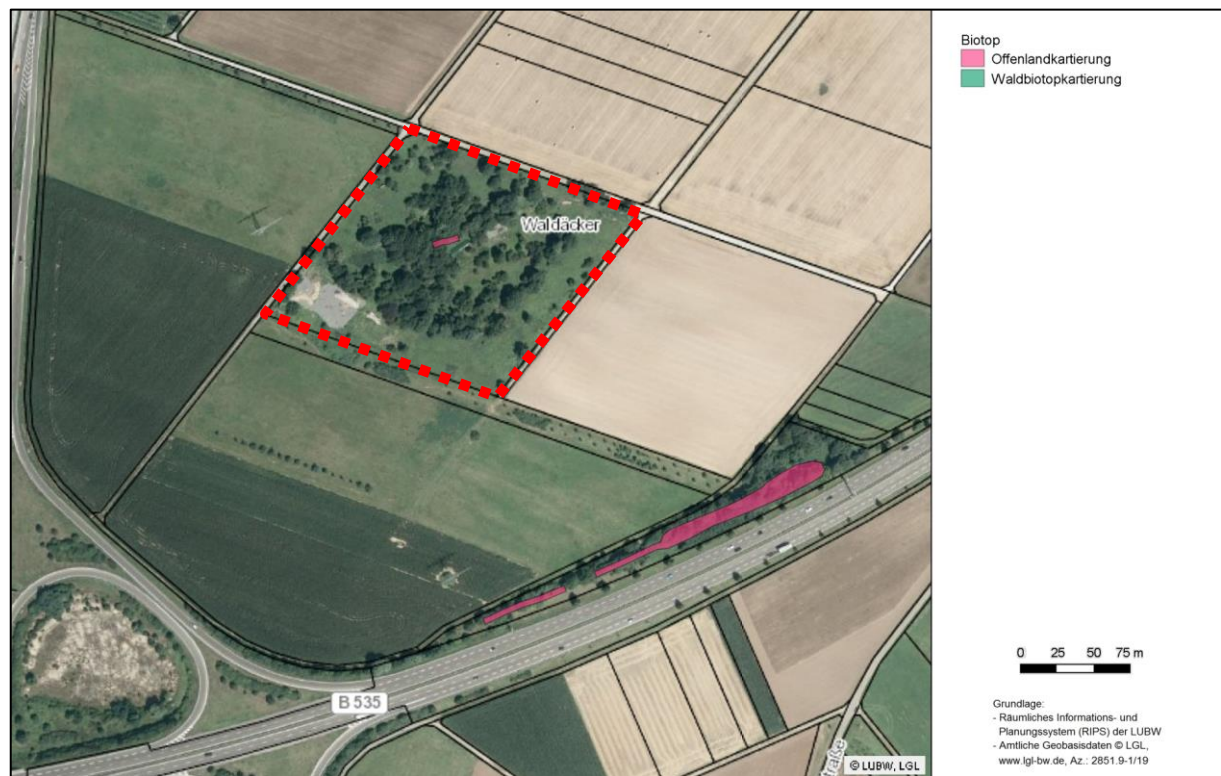 Biotop
Offenlandkartierung
Waldbiotopkartierung
Waldäcker
B 535
straße
0 25 50 75 m
Grundlage:
- Räumliches Informations- und
Planungssystem (RIPS) der LUBW
- Amtliche Geobasisdaten © LGL,
www.lgl-bw.de, Az.: 2851.9-1/19
© LUBW, LGL